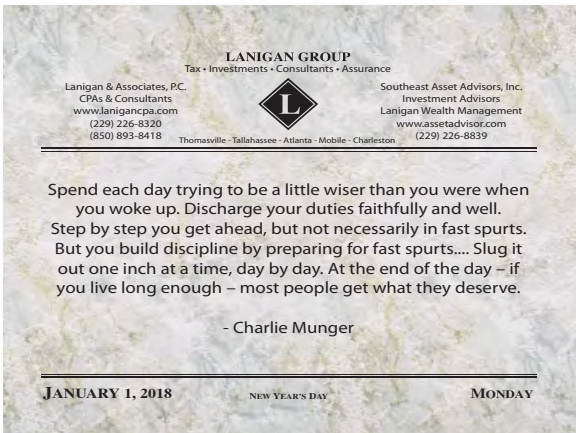 LANIGAN GROUP
Tax • Investments • Consultants • Assurance
Lanigan & Associates, P.C.
CPAs & Consultants
www.lanigancpa.com
(229) 226-8320
(850) 893-8418
L
Southeast Asset Advisors, Inc.
Investment Advisors
Lanigan Wealth Management
www.assetadvisor.com
(229) 226-8839
Thomasville - Tallahassee - Atlanta - Mobile - Charleston
Spend each day trying to be a little wiser than you were when
you woke up. Discharge your duties faithfully and well.
Step by step you get ahead, but not necessarily in fast spurts.
But you build discipline by preparing for fast spurts.... Slug it
out one inch at a time, day by day. At the end of the day – if
you live long enough – most people get what they deserve.
- Charlie Munger
JANUARY 1, 2018 NEW YEAR'S DAY MONDAY